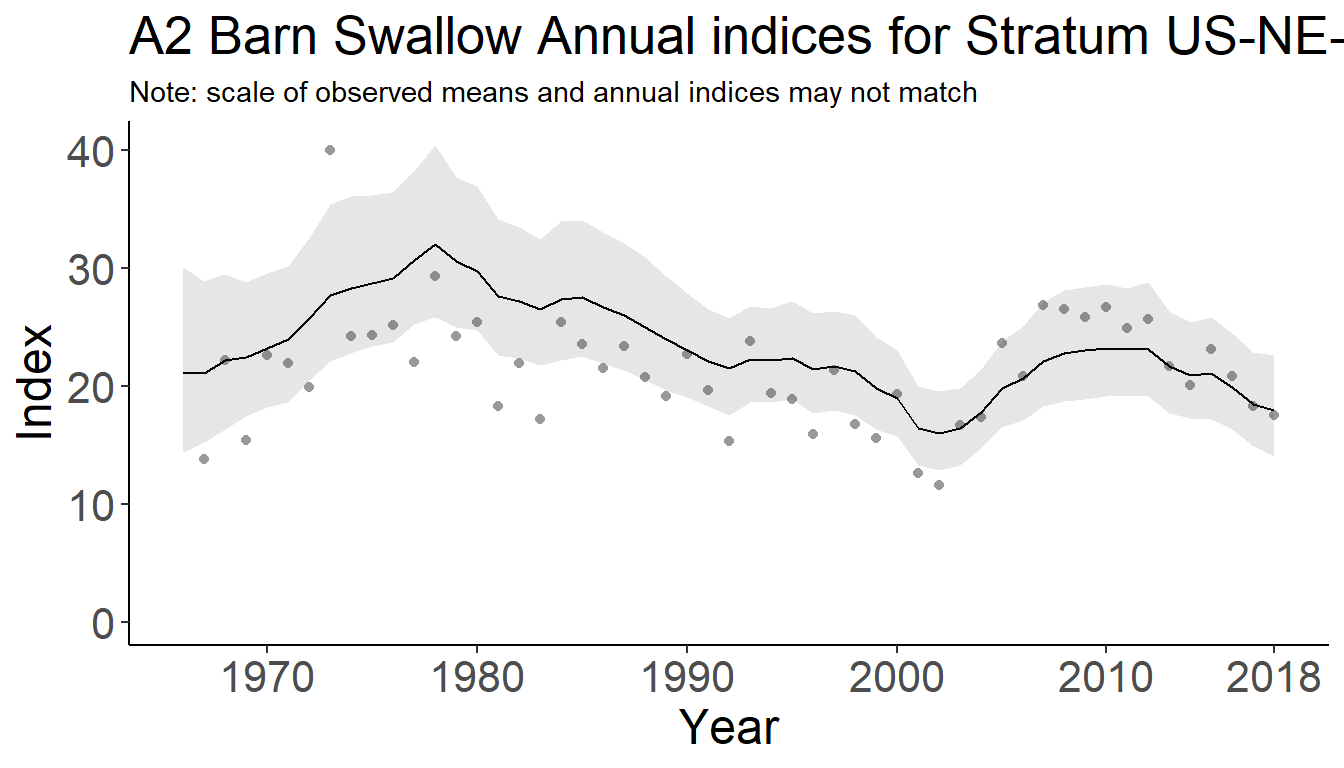 A2 Barn Swallow Annual indices for Stratum US-NE-
Note: scale of observed means and annual indices may not match
40
30
20
10
0
Index
1970 1980 1990 2000 2010 2018
Year